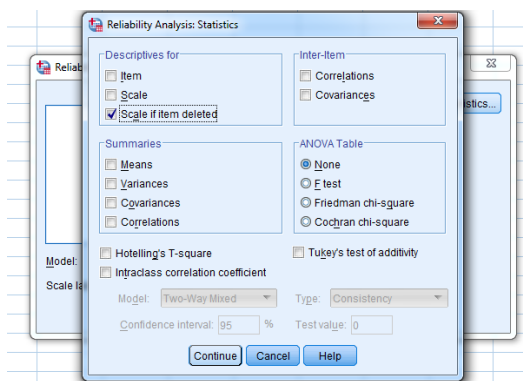 Reliability Analysis: Statistics
Reliab
Descriptives for
Item
Scale
Scale if item deleted
Inter-Item
Correlations
Covariances
istics...
Summaries
Means
Variances
Covariances
Correlations
ANOVA Table
None
F test
Friedman chi-square
Cochran chi-square
Hotelling's T-square
Tukey's test of additivity
Intraclass correlation coefficient
Model:
Scale la
Model: Two-Way Mixed Type: Consistency
Confidence interval: 95 % Test value: 0
Continue Cancel Help